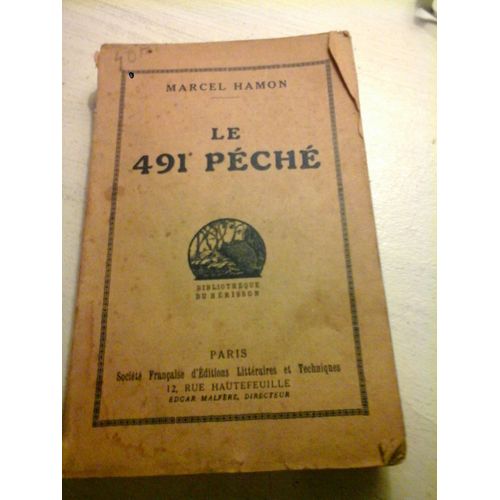 MARCEL HAMON
LE
491ᵉ PÉCHÉ
BIBLIOTHÈQUE
DU HÉRISSON
PARIS
Société Française d'Éditions Littéraires et Techniques
12, RUE HAUTEFEUILLE
EDGAR MALFÈRE, DIRECTEUR